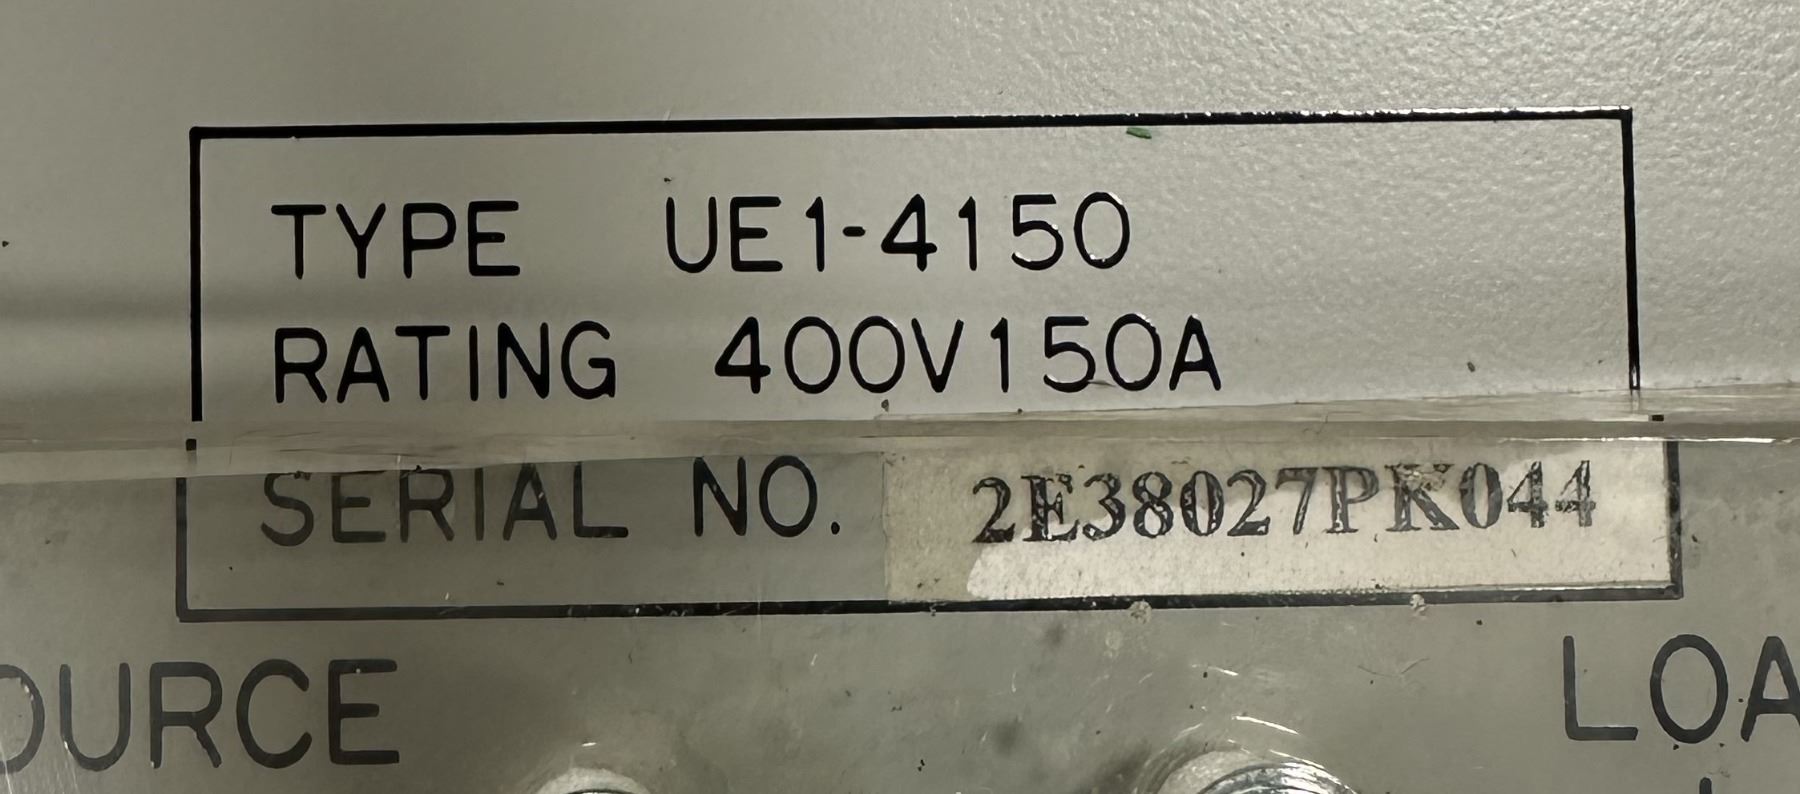 TYPE UE1-4150
RATING 400V150A
SERIAL NO. 2E38027PK044
OURCE LOA